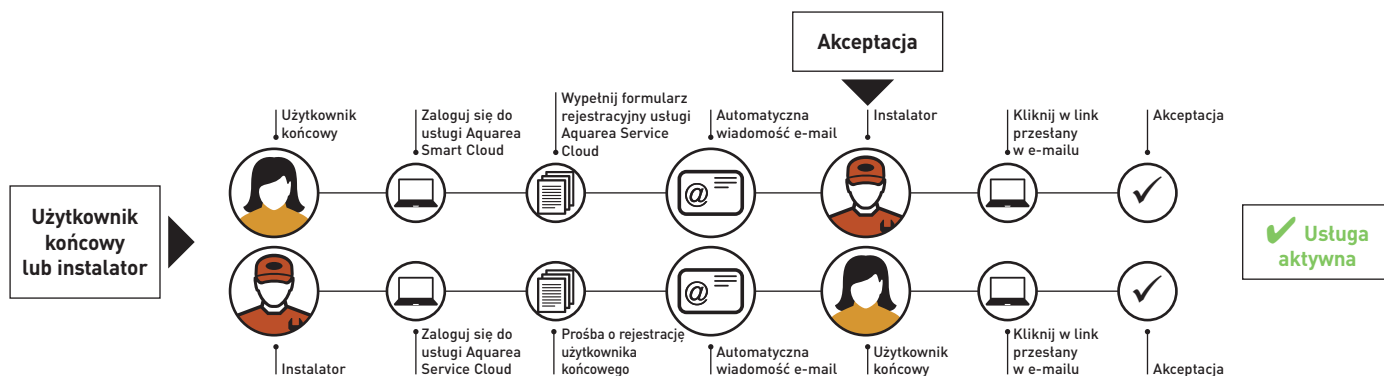 Akceptacja
Użytkownik
końcowy
Zaloguj się do
usługi Aquarea
Smart Cloud
Wypełnij formularz
rejestracyjny usługi
Aquarea Service
Cloud
Automatyczna
wiadomość e-mail
Instalator
Kliknij w link
przesłany
w e-mailu
Akceptacja
Użytkownik
końcowy
lub instalator
@
Usługa
aktywna
@
Instalator
Zaloguj się do
usługi Aquarea
Service Cloud
Prośba o rejestrację
użytkownika
końcowego
Automatyczna
wiadomość e-mail
Użytkownik
końcowy
Kliknij w link
przesłany
w e-mailu
Akceptacja